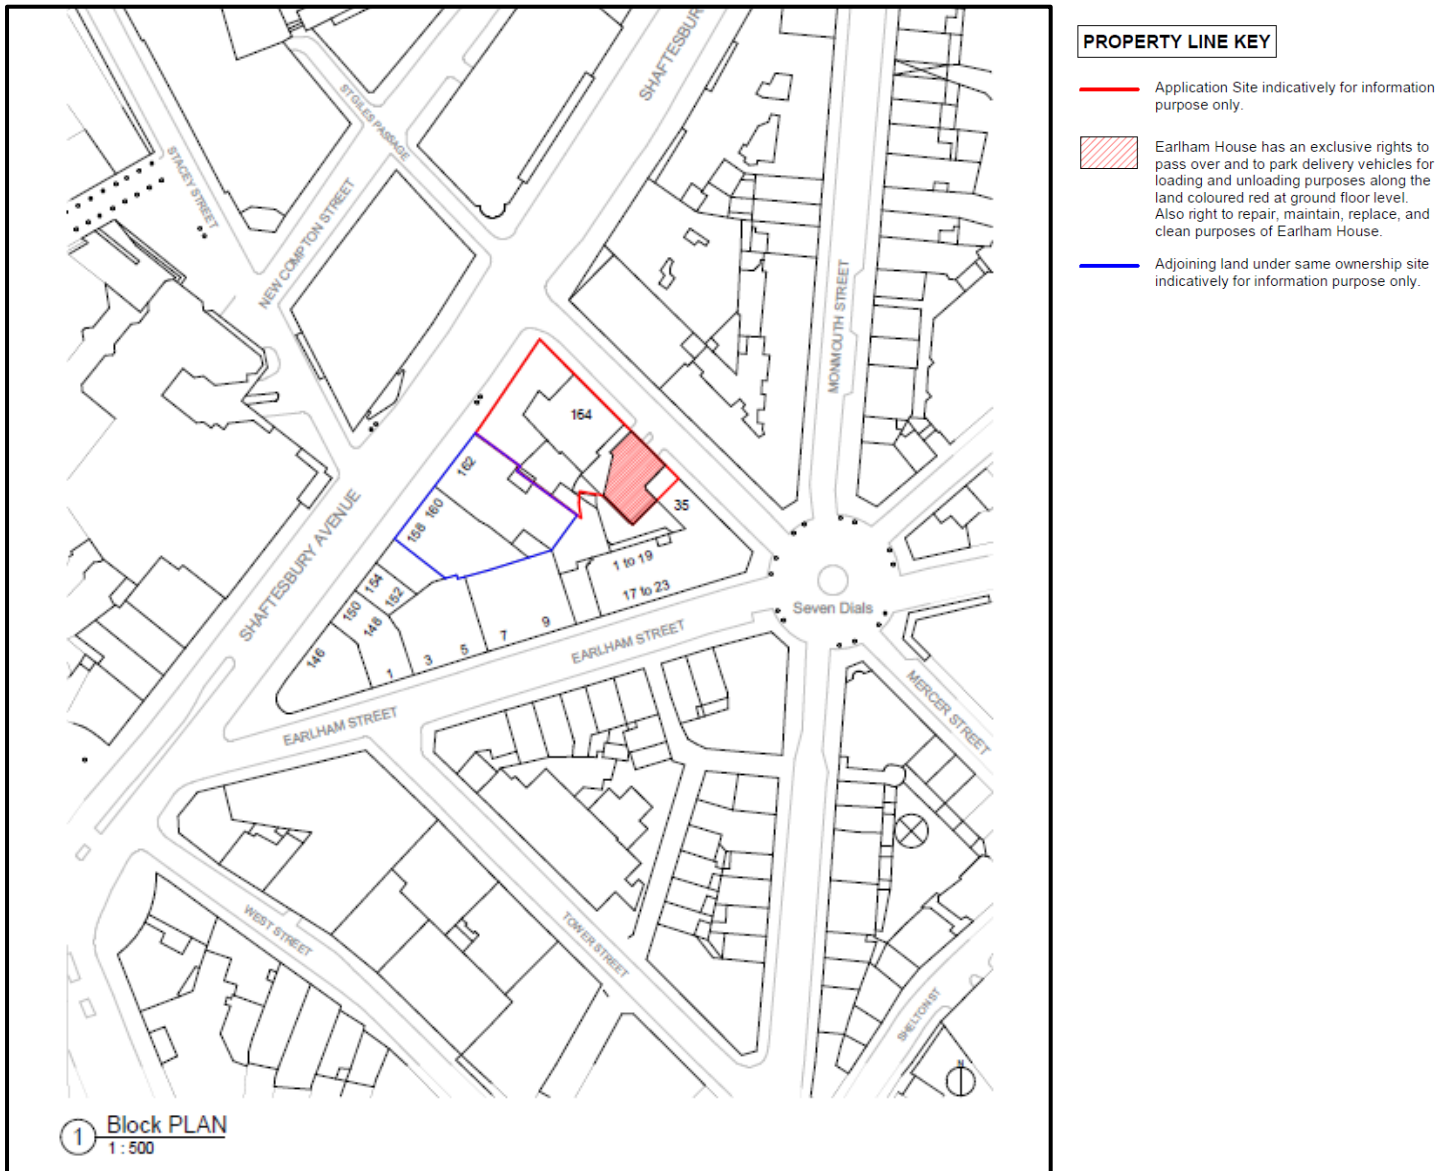 SHAFTESBUR
ST GILES PASSAGE
STACEY STREET
NEW COMPTON STREET
MONMOUTH STREET
164
162
160
158
35
SHAFTESBURY AVENUE
1 to 19
17 to 23
154
152
150
148
146
1
3
5
7
9
Seven Dials
EARLHAM STREET
EARLHAM STREET
MERCER STREET
WEST STREET
TOWER STREET
SHELTON ST
N
1
Block PLAN
1 : 500
PROPERTY LINE KEY
Application Site indicatively for information
purpose only.
Earlham House has an exclusive rights to
pass over and to park delivery vehicles for
loading and unloading purposes along the
land coloured red at ground floor level.
Also right to repair, maintain, replace, and
clean purposes of Earlham House.
Adjoining land under same ownership site
indicatively for information purpose only.